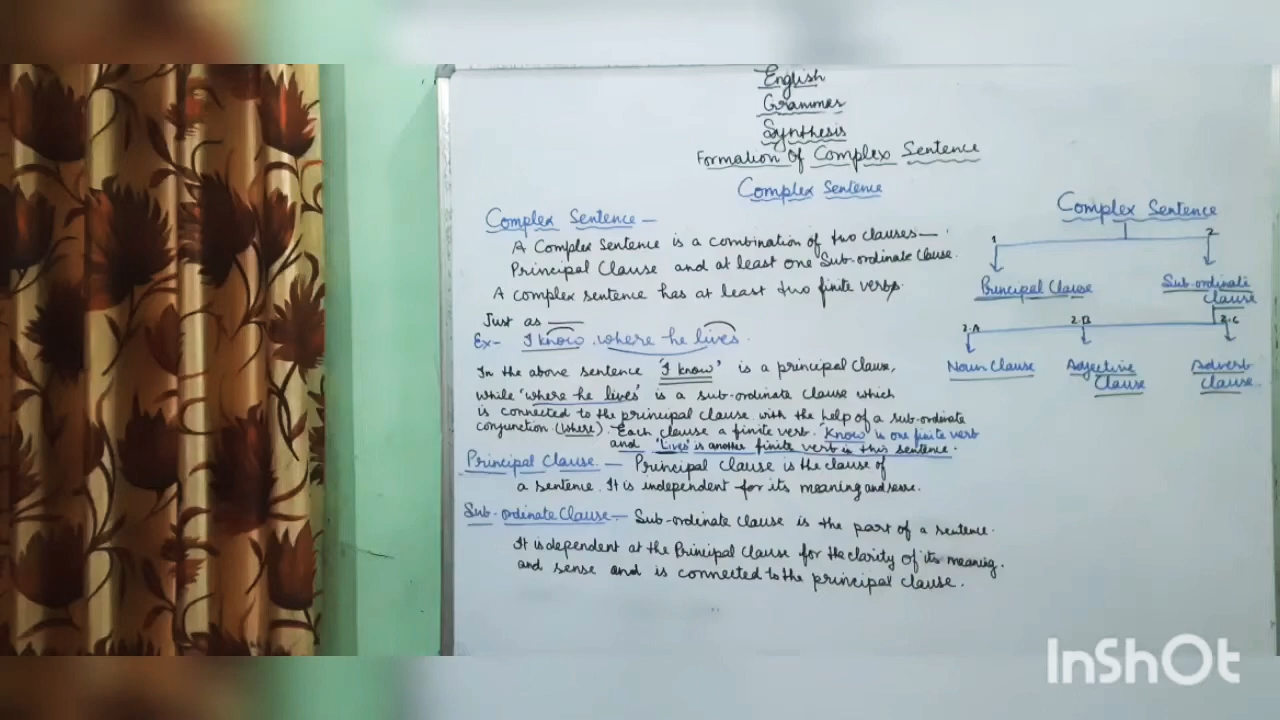 English
Grammer
Synthesis
Formation Of Complex Sentence
Complex Sentence
Complex Sentence —
A Complex Sentence is a combination of two clauses —
Principal Clause and at least one Sub-ordinate Clause.
A complex sentence has at least two finite verbs.
Just as —
Ex- I know where he lives.
In the above sentence 'I know' is a principal clause,
while 'where he lives' is a sub-ordinate clause which
is connected to the principal clause with the help of a sub-ordinate
conjunction (Where). Each clause a finite verb. 'Know' is one finite verb
and 'Lives' is another finite verb in this sentence.
Principal Clause — Principal Clause is the clause of
a sentence. It is independent for its meaning and sense.
Sub-ordinate Clause — Sub-ordinate clause is the part of a sentence.
It is dependent at the Principal Clause for the clarity of its meaning.
and sense and is connected to the principal clause.
Complex Sentence
1 2
Principal Clause
Sub-ordinate
Clause
2.A 2.B 2.C
Noun Clause
Adjective
Clause
Adverb
Clause.
InShOt